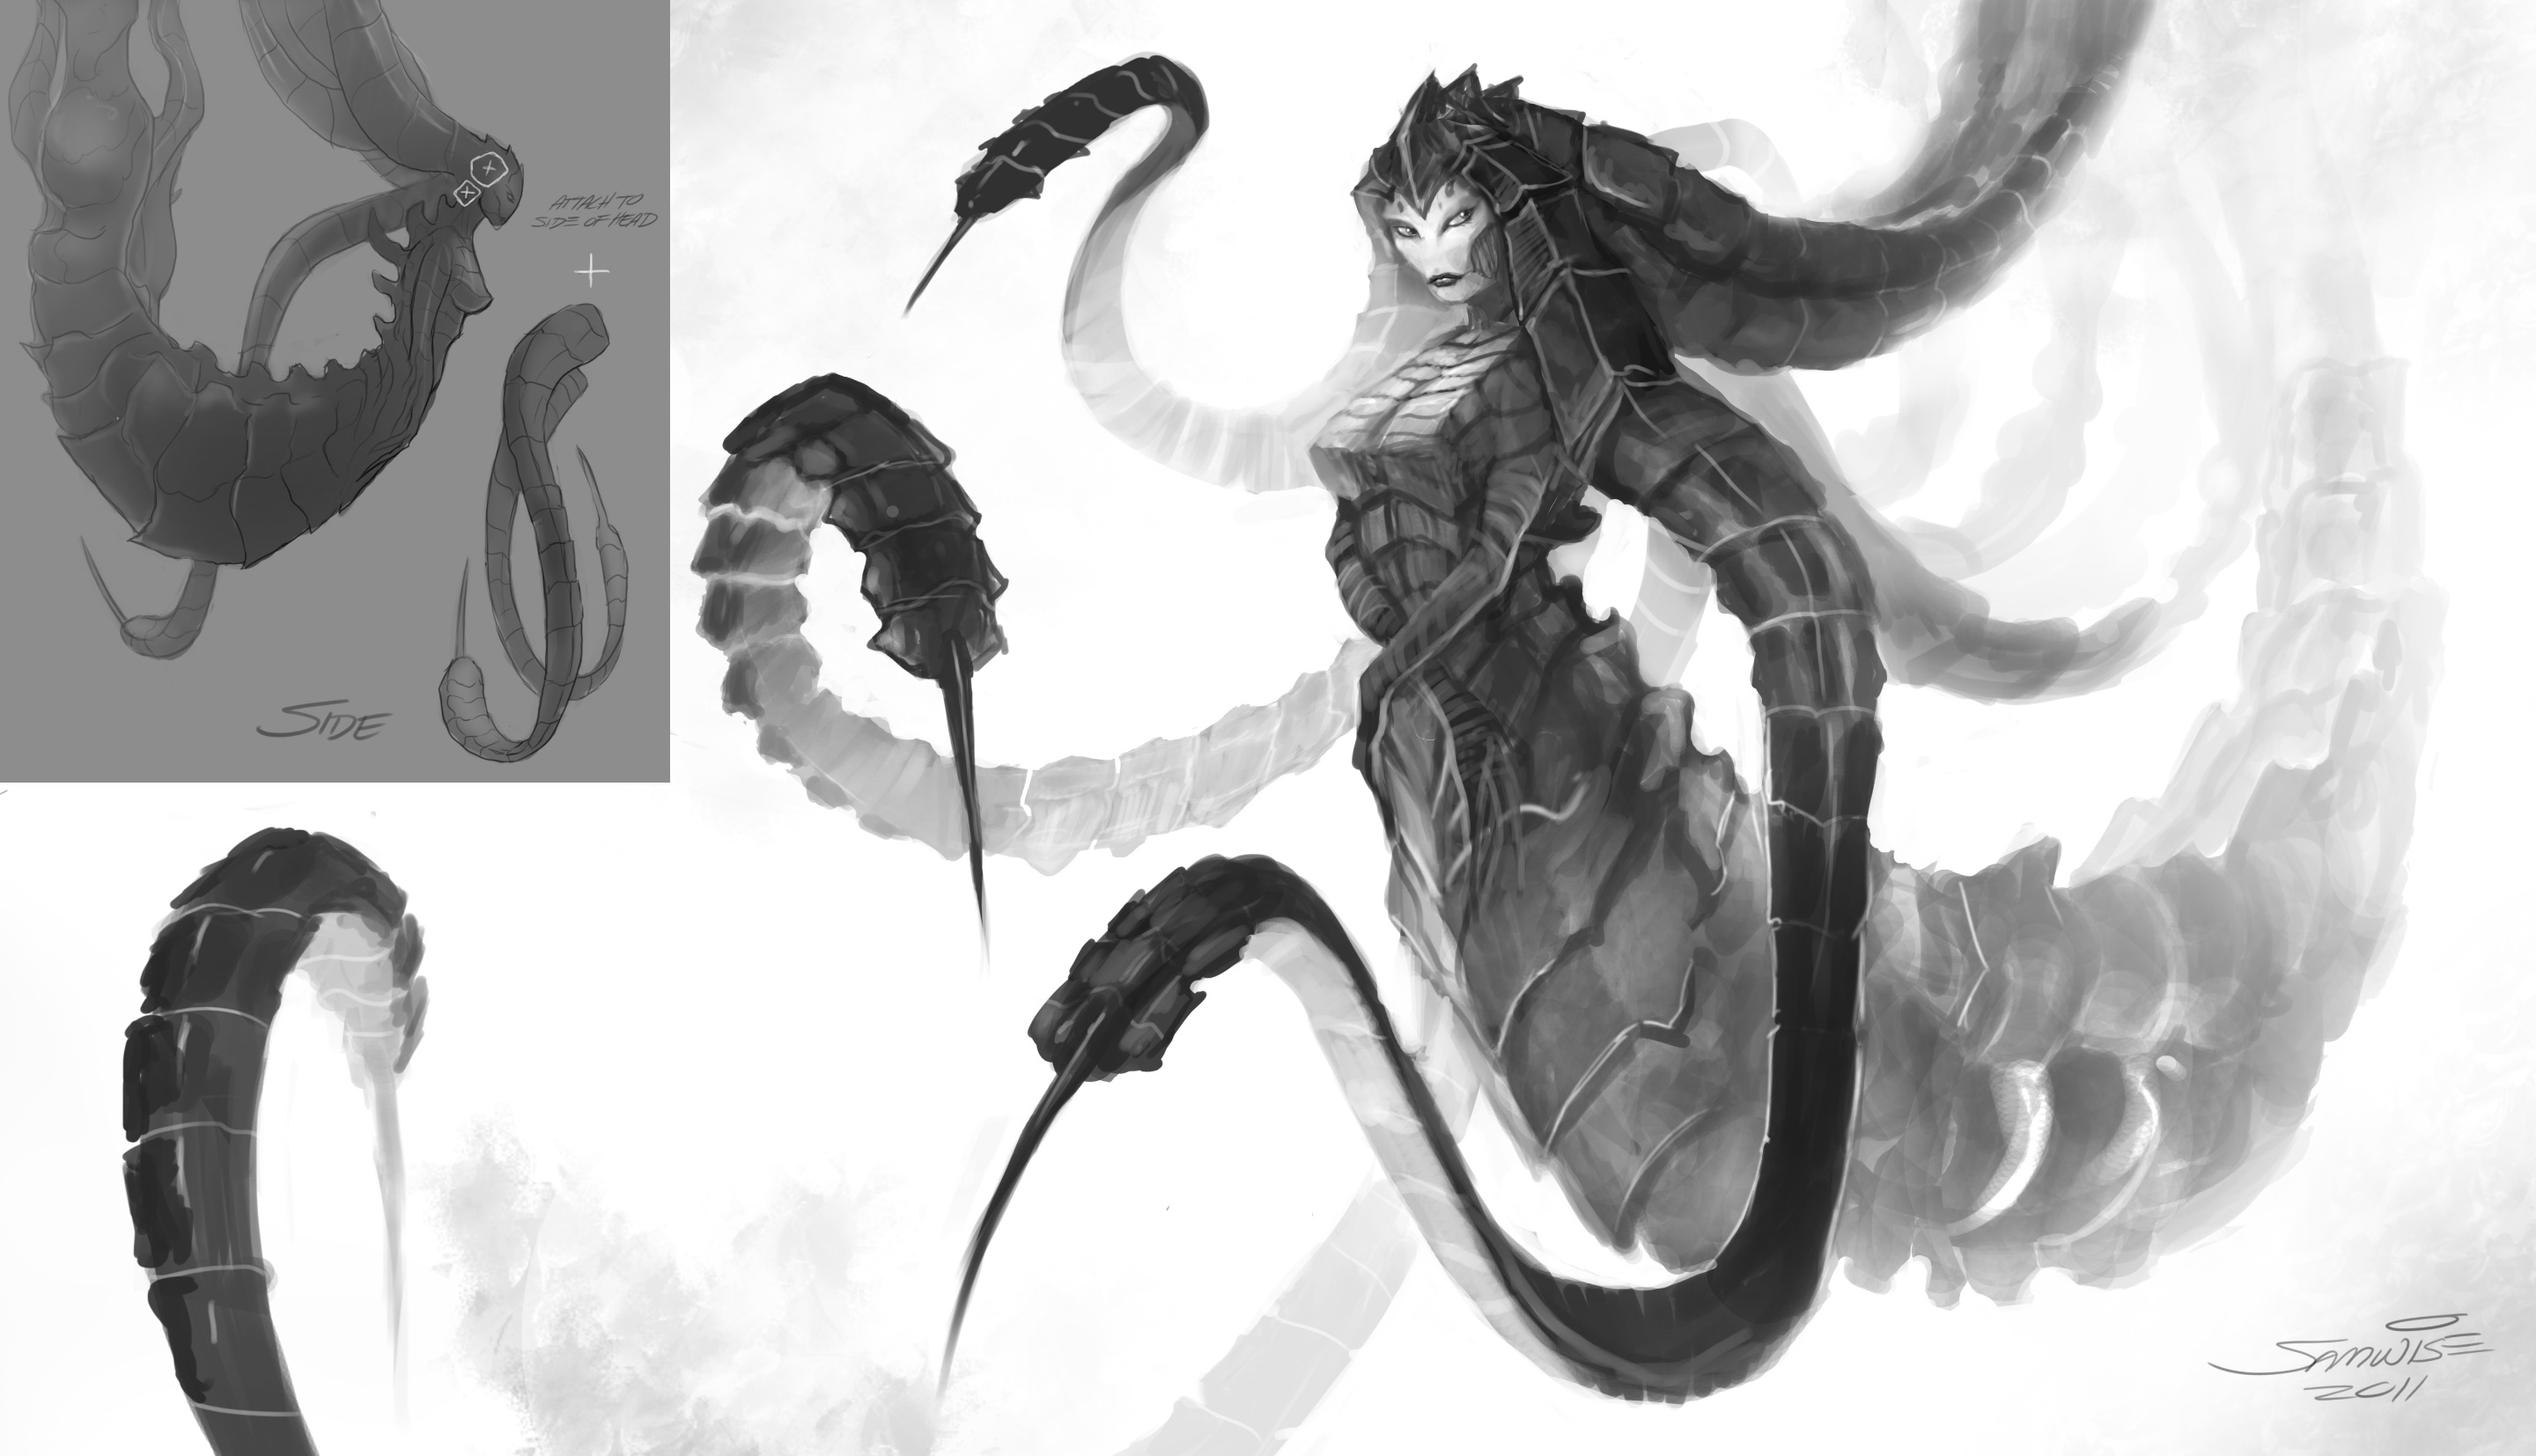 ATTACH TO
SIDE OF HEAD
SIDE
SAMWISE
2011